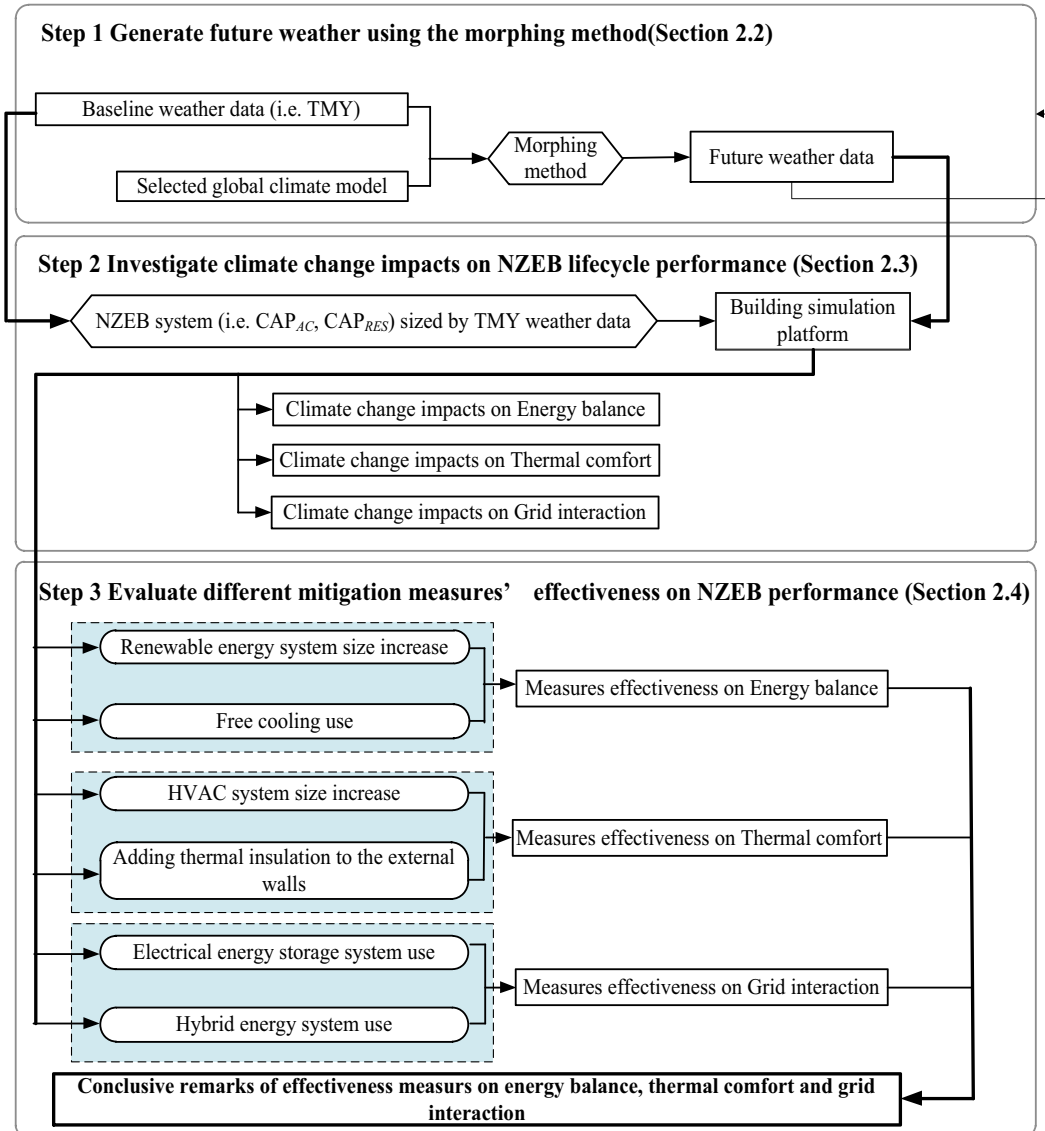 Step 1 Generate future weather using the morphing method(Section 2.2)
Baseline weather data (i.e. TMY)
Selected global climate model
Morphing
method
Future weather data
Step 2 Investigate climate change impacts on NZEB lifecycle performance (Section 2.3)
NZEB system (i.e. CAPAC, CAPRES) sized by TMY weather data
Building simulation
platform
Climate change impacts on Energy balance
Climate change impacts on Thermal comfort
Climate change impacts on Grid interaction
Step 3 Evaluate different mitigation measures’ effectiveness on NZEB performance (Section 2.4)
Renewable energy system size increase
Free cooling use
Measures effectiveness on Energy balance
HVAC system size increase
Adding thermal insulation to the external
walls
Measures effectiveness on Thermal comfort
Electrical energy storage system use
Hybrid energy system use
Measures effectiveness on Grid interaction
Conclusive remarks of effectiveness measurs on energy balance, thermal comfort and grid
interaction